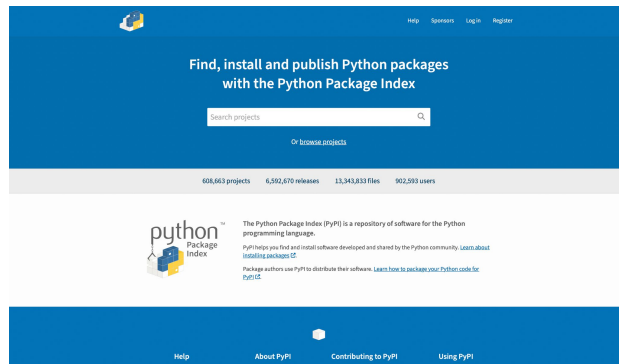 Help Sponsors Log in Register
Find, install and publish Python packages
with the Python Package Index
Search projects
Or browse projects
608,663 projects 6,592,670 releases 13,343,833 files 902,593 users
python™
Package
Index
The Python Package Index (PyPI) is a repository of software for the Python
programming language.
PyPI helps you find and install software developed and shared by the Python community. Learn about
installing packages
Package authors use PyPI to distribute their software. Learn how to package your Python code for
PyPI
Help About PyPI Contributing to PyPI Using PyPI